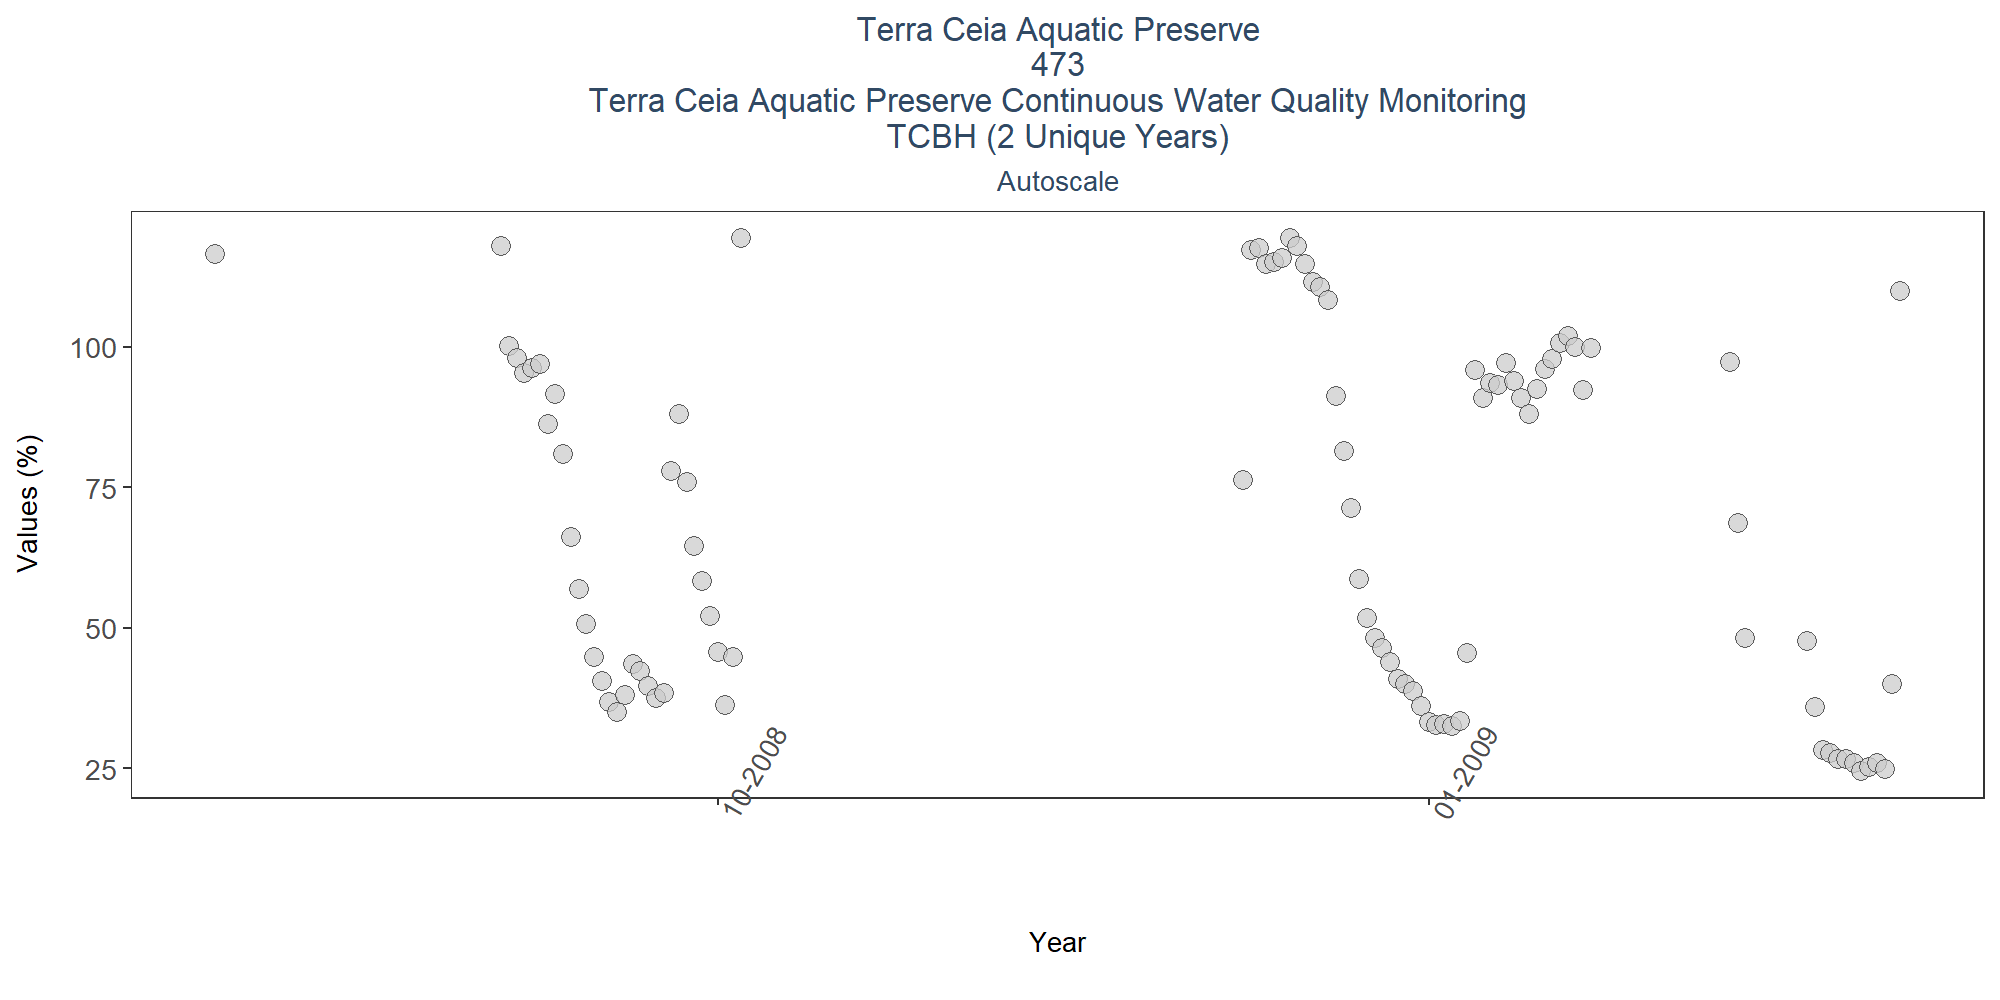 Terra Ceia Aquatic Preserve
473
Terra Ceia Aquatic Preserve Continuous Water Quality Monitoring
TCBH (2 Unique Years)
Autoscale
Values (%)
100
75
50
25
10-2008
01-2009
Year